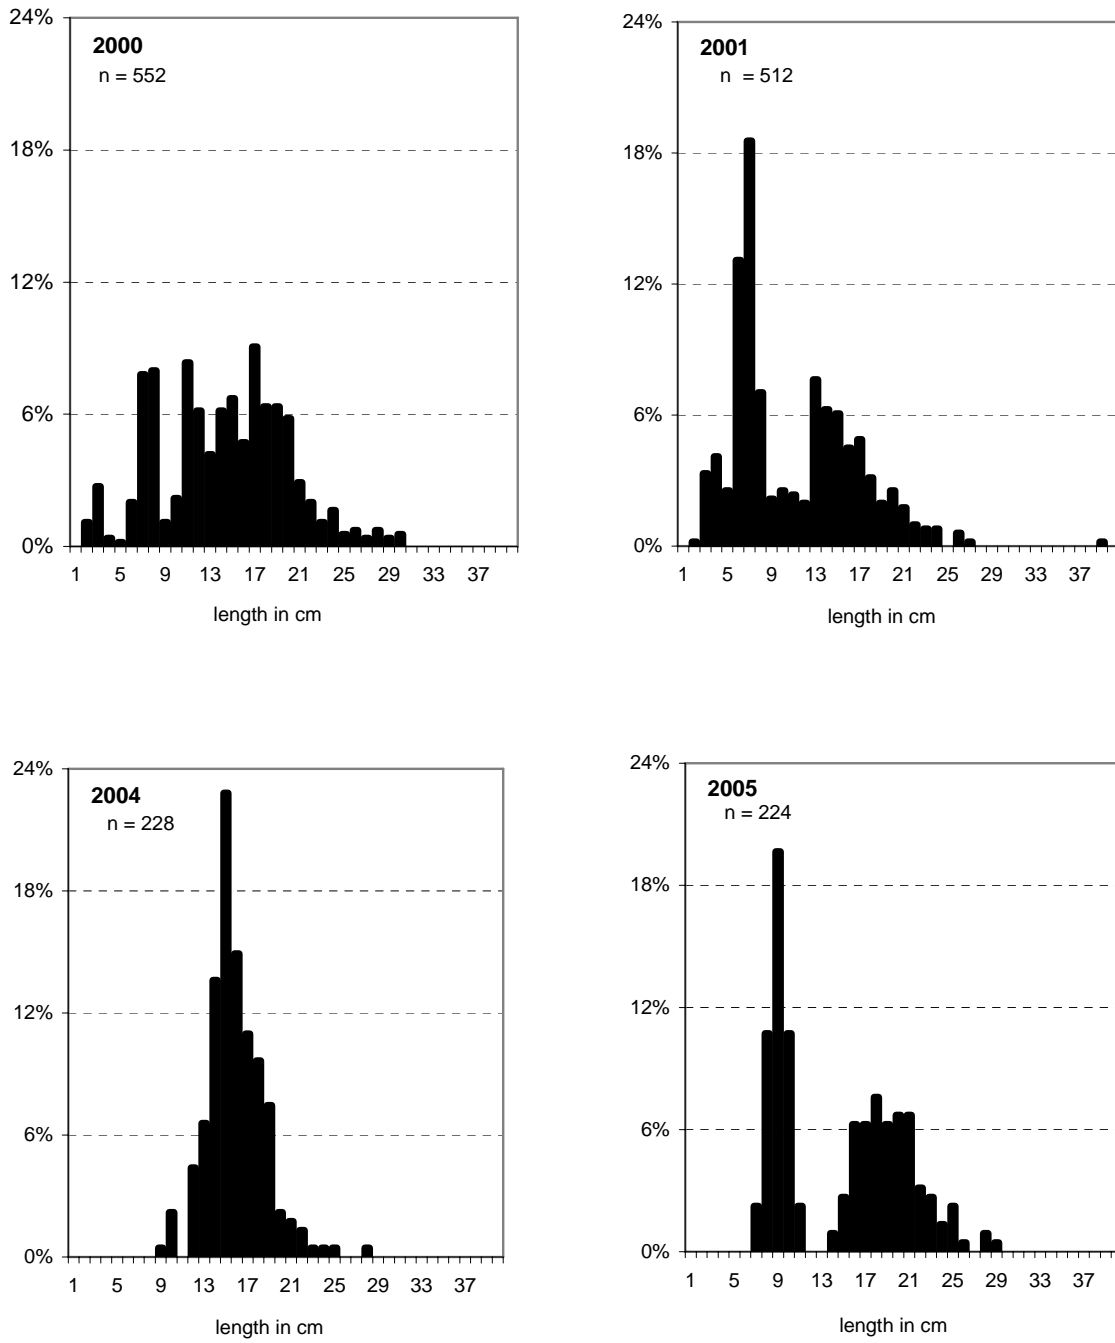 24%
2000
n = 552
18%
12%
6%
0%
1 5 9 13 17 21 25 29 33 37
length in cm
24%
2001
n = 512
18%
12%
6%
0%
1 5 9 13 17 21 25 29 33 37
length in cm
24%
2004
n = 228
18%
12%
6%
0%
1 5 9 13 17 21 25 29 33 37
length in cm
24%
2005
n = 224
18%
12%
6%
0%
1 5 9 13 17 21 25 29 33 37
length in cm